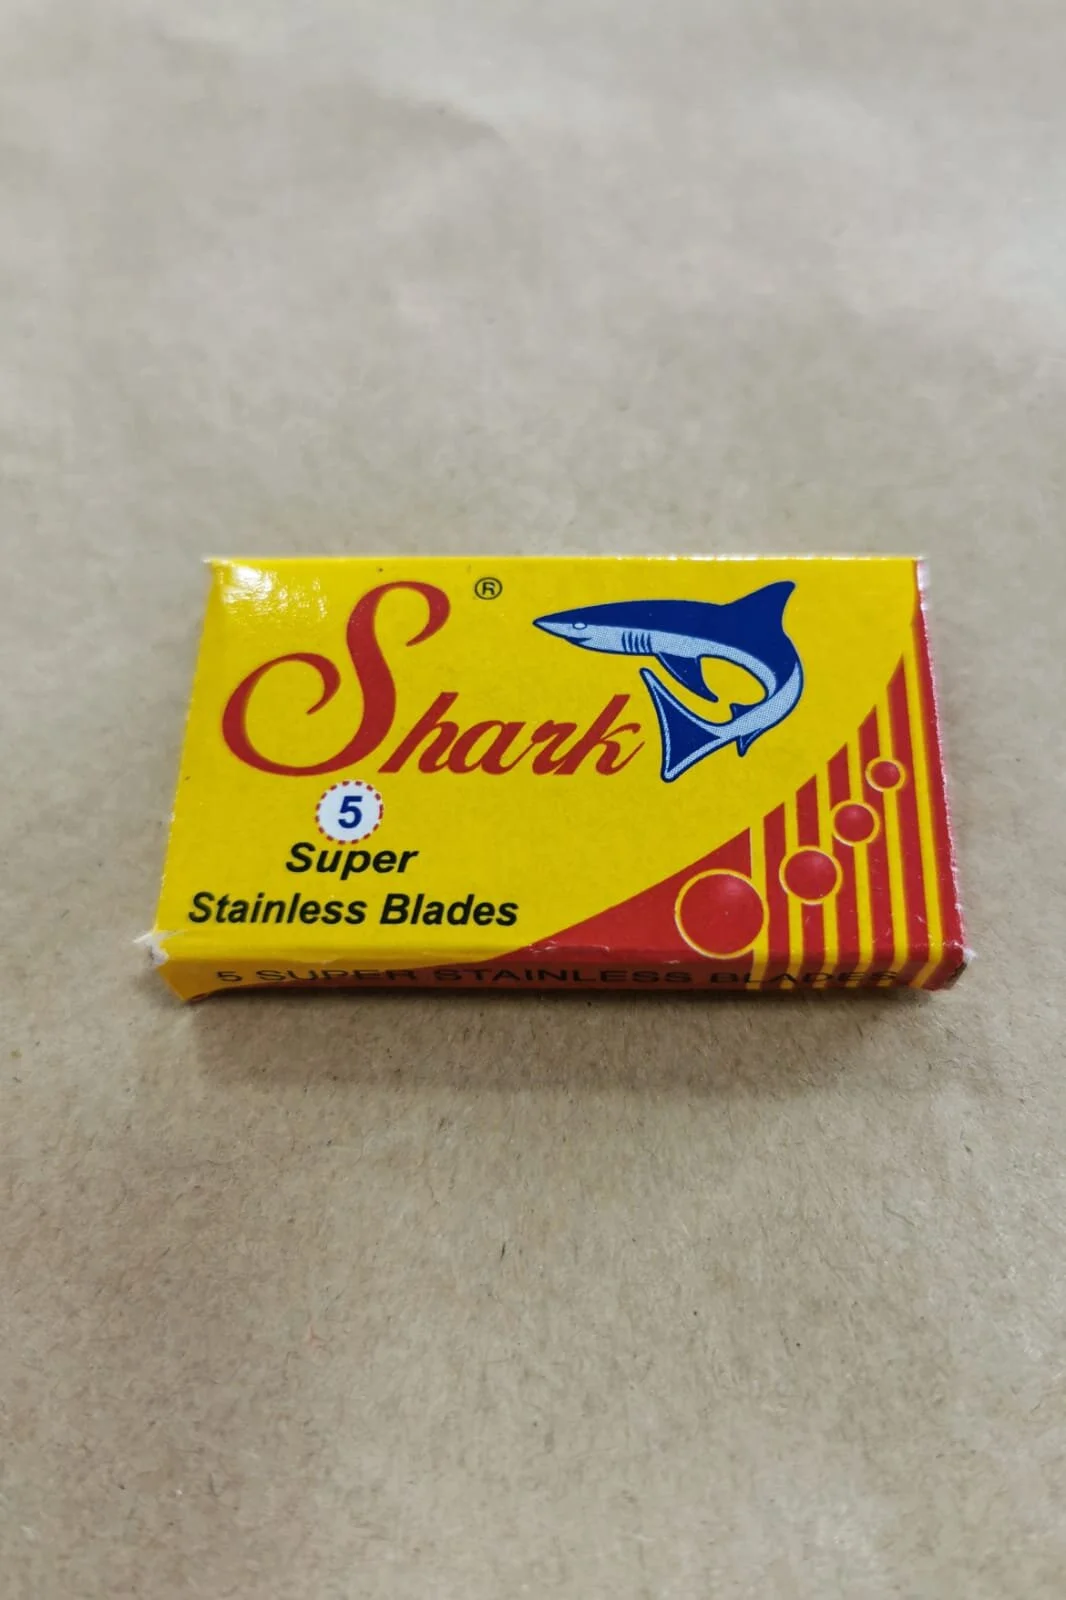 Shark ®
5
Super
Stainless Blades
5 SUPER STAINLESS BLADES